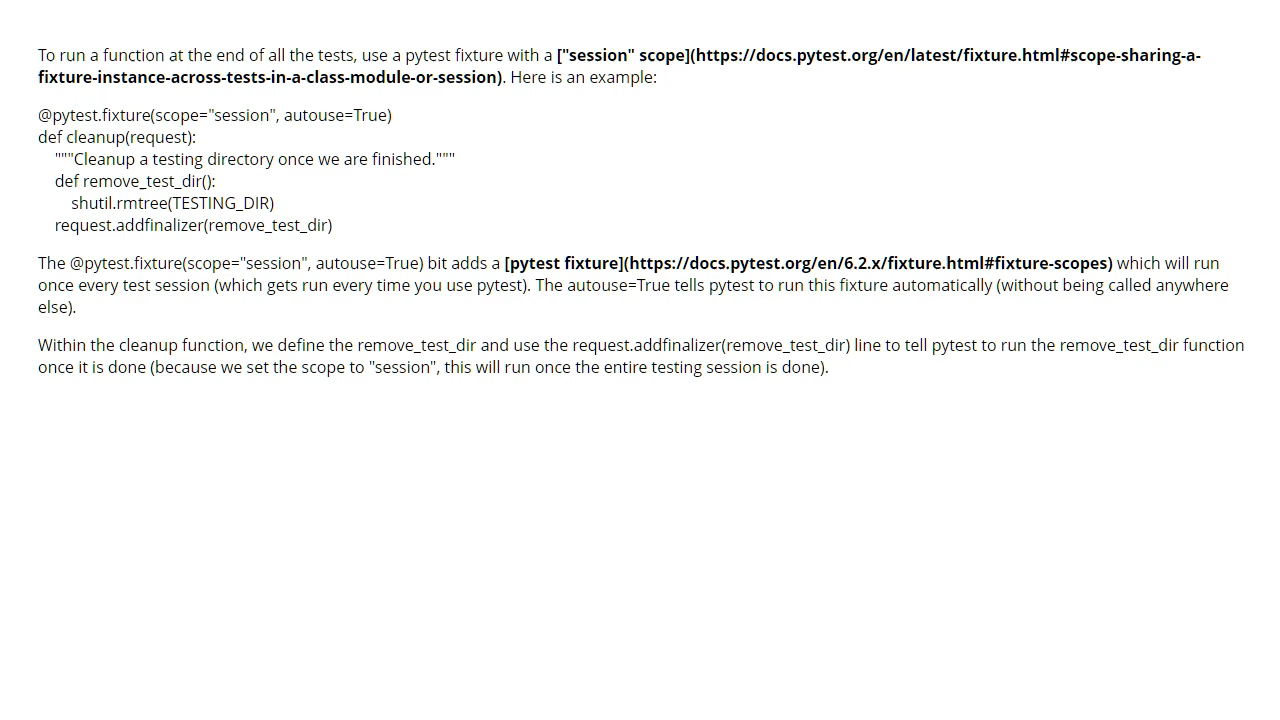 To run a function at the end of all the tests, use a pytest fixture with a ["session" scope](https://docs.pytest.org/en/latest/fixture.html#scope-sharing-a-
fixture-instance-across-tests-in-a-class-module-or-session). Here is an example:
@pytest.fixture(scope="session", autouse=True)
def cleanup(request):
    """Cleanup a testing directory once we are finished."""
    def remove_test_dir():
        shutil.rmtree(TESTING_DIR)
    request.addfinalizer(remove_test_dir)
The @pytest.fixture(scope="session", autouse=True) bit adds a [pytest fixture](https://docs.pytest.org/en/6.2.x/fixture.html#fixture-scopes) which will run
once every test session (which gets run every time you use pytest). The autouse=True tells pytest to run this fixture automatically (without being called anywhere
else).
Within the cleanup function, we define the remove_test_dir and use the request.addfinalizer(remove_test_dir) line to tell pytest to run the remove_test_dir function
once it is done (because we set the scope to "session", this will run once the entire testing session is done).